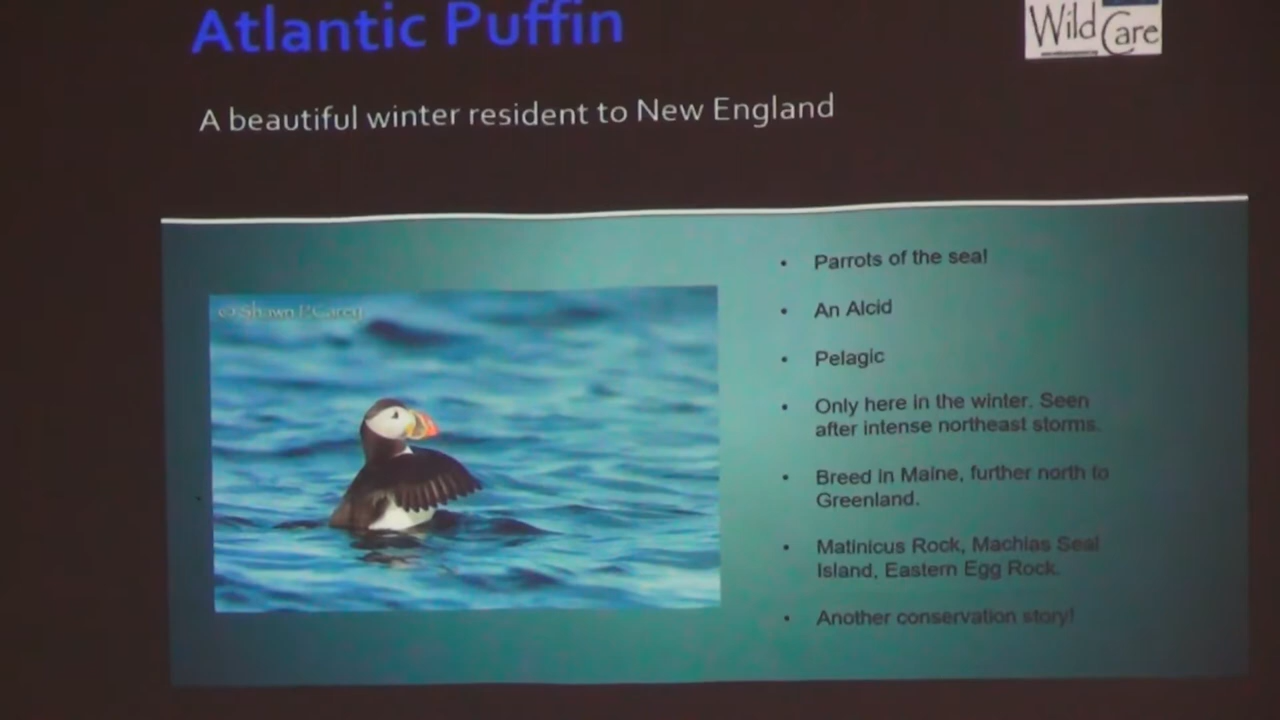 Atlantic Puffin
Wild Care
A beautiful winter resident to New England
© Shawn P. Carey
• Parrots of the sea!
• An Alcid
• Pelagic
• Only here in the winter. Seen
after intense northeast storms.
• Breed in Maine, further north to
Greenland.
• Matinicus Rock, Machias Seal
Island, Eastern Egg Rock.
• Another conservation story!